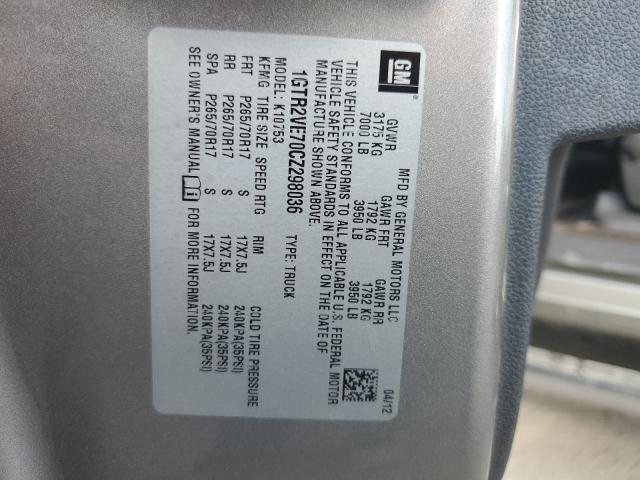 GM
®
MFD BY GENERAL MOTORS LLC 04/12
GVWR GAWR FRT GAWR RR
3175 KG 1792 KG 1792 KG
7000 LB 3950 LB 3950 LB
THIS VEHICLE CONFORMS TO ALL APPLICABLE U.S. FEDERAL MOTOR
VEHICLE SAFETY STANDARDS IN EFFECT ON THE DATE OF
MANUFACTURE SHOWN ABOVE.
1GTR2VE70CZ298036 TYPE: TRUCK
MODEL: K10753
KFMG TIRE SIZE SPEED RTG RIM COLD TIRE PRESSURE
FRT P265/70R17 S 17X7.5J 240KPA(35PSI)
RR P265/70R17 S 17X7.5J 240KPA(35PSI)
SPA P265/70R17 S 17X7.5J 240KPA(35PSI)
SEE OWNER'S MANUAL FOR MORE INFORMATION.